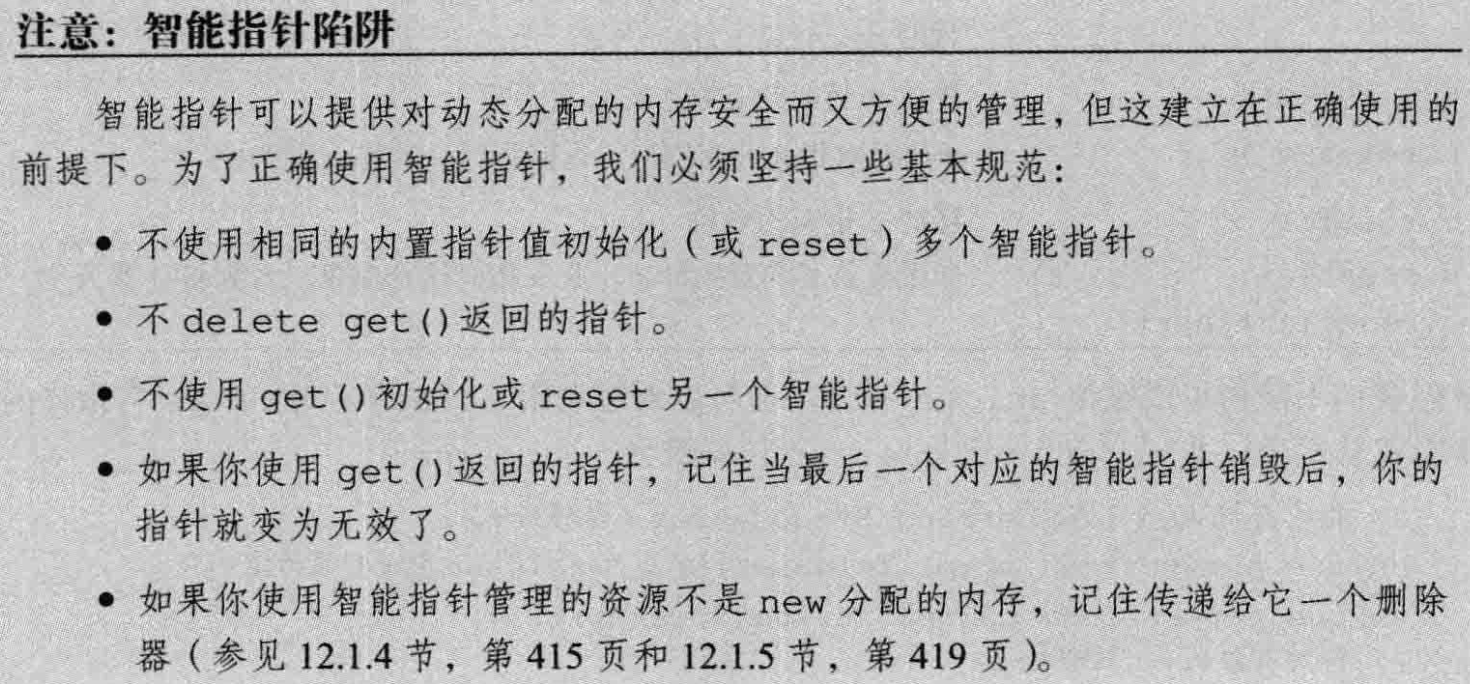 注意：智能指针陷阱
智能指针可以提供对动态分配的内存安全而又方便的管理，但这建立在正确使用的
前提下。为了正确使用智能指针，我们必须坚持一些基本规范：
• 不使用相同的内置指针值初始化（或 reset）多个智能指针。
• 不 delete get()返回的指针。
• 不使用 get()初始化或 reset 另一个智能指针。
• 如果你使用 get()返回的指针，记住当最后一个对应的智能指针销毁后，你的
指针就变为无效了。
• 如果你使用智能指针管理的资源不是 new 分配的内存，记住传递给它一个删除
器（参见 12.1.4 节，第 415 页和 12.1.5 节，第 419 页）。